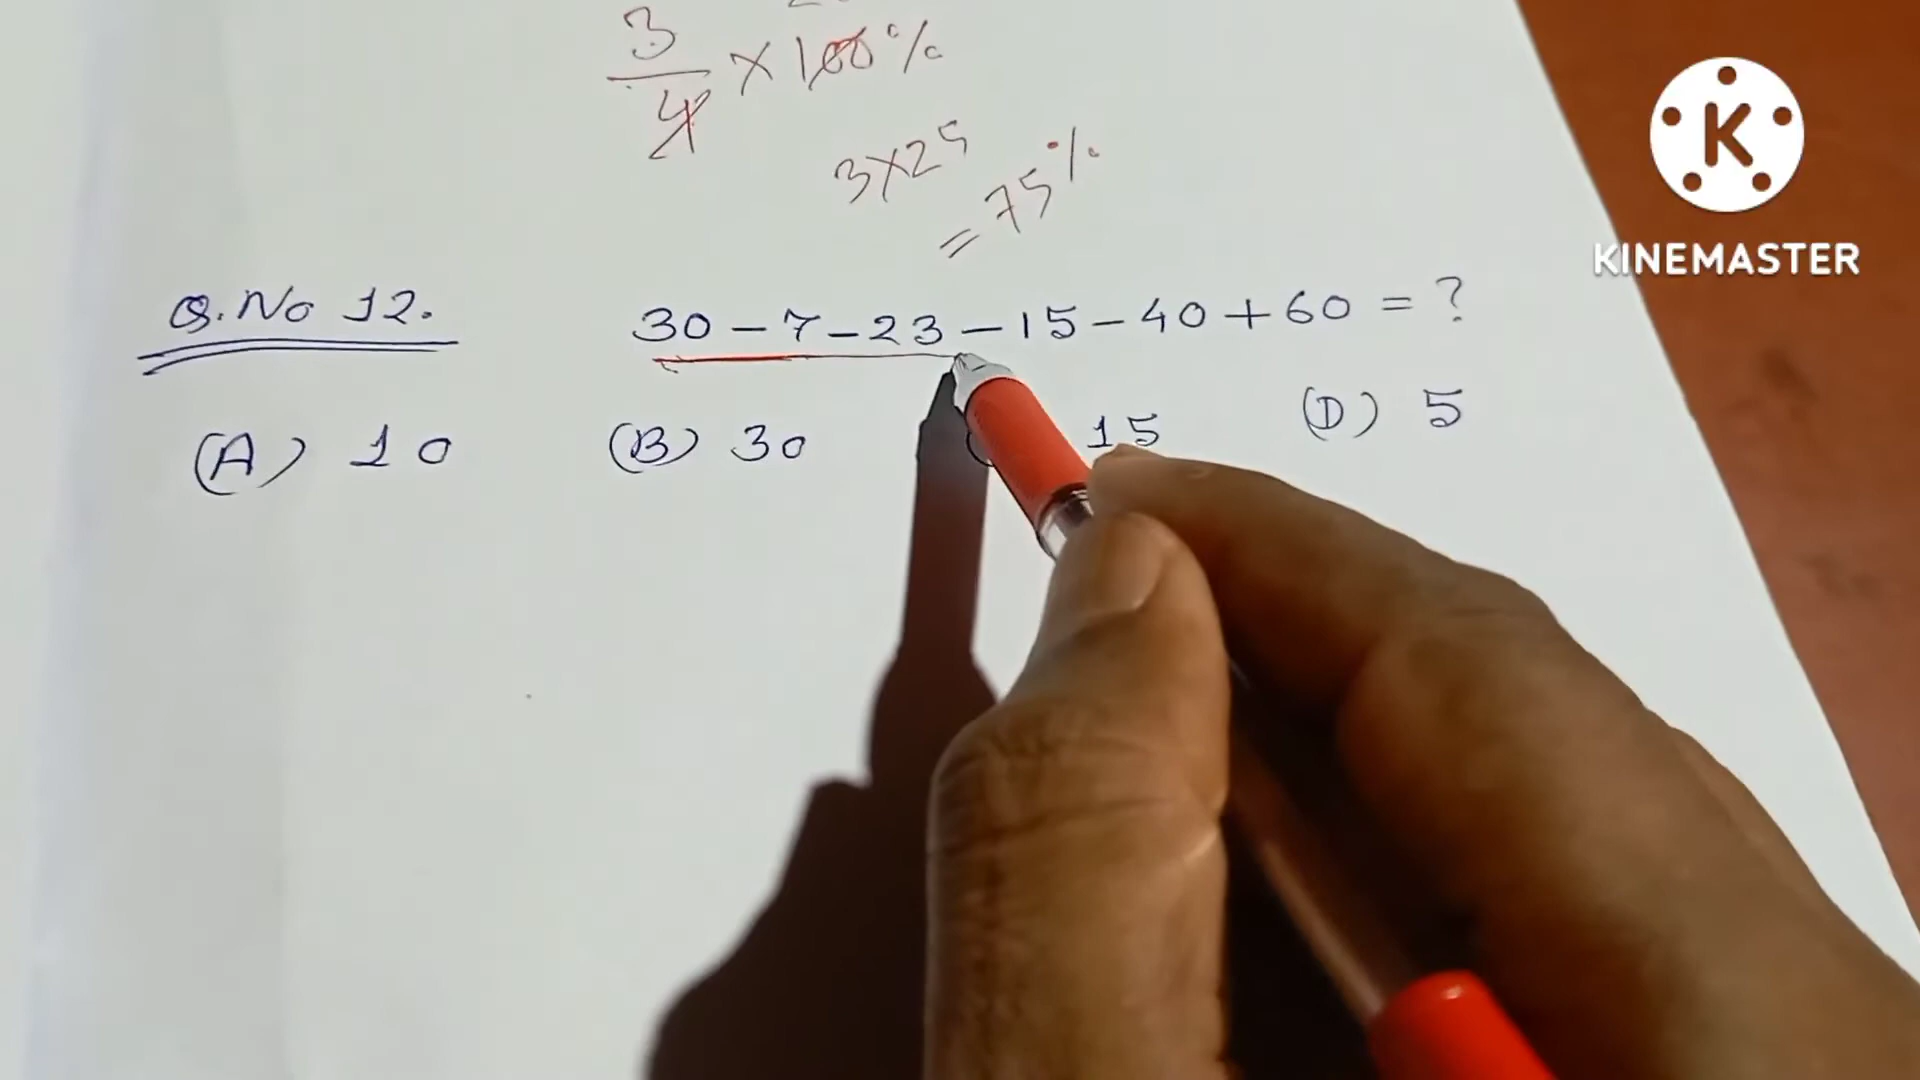 3/4 × 100%
3×25
= 75%
Q.No 12. 30 – 7 – 23 – 15 – 40 + 60 = ?
(A) 10 (B) 30 15 (D) 5
K
KINEMASTER